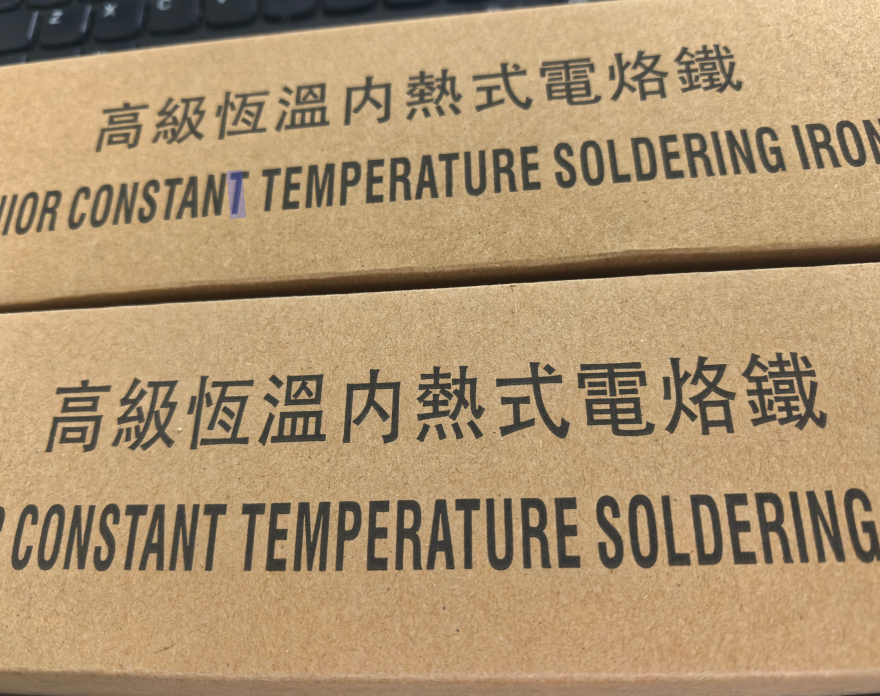 Z X C V
高級恆溫内熱式電烙鐵
NIOR CONSTANT TEMPERATURE SOLDERING IRON
高級恆溫内熱式電烙鐵
R CONSTANT TEMPERATURE SOLDERING